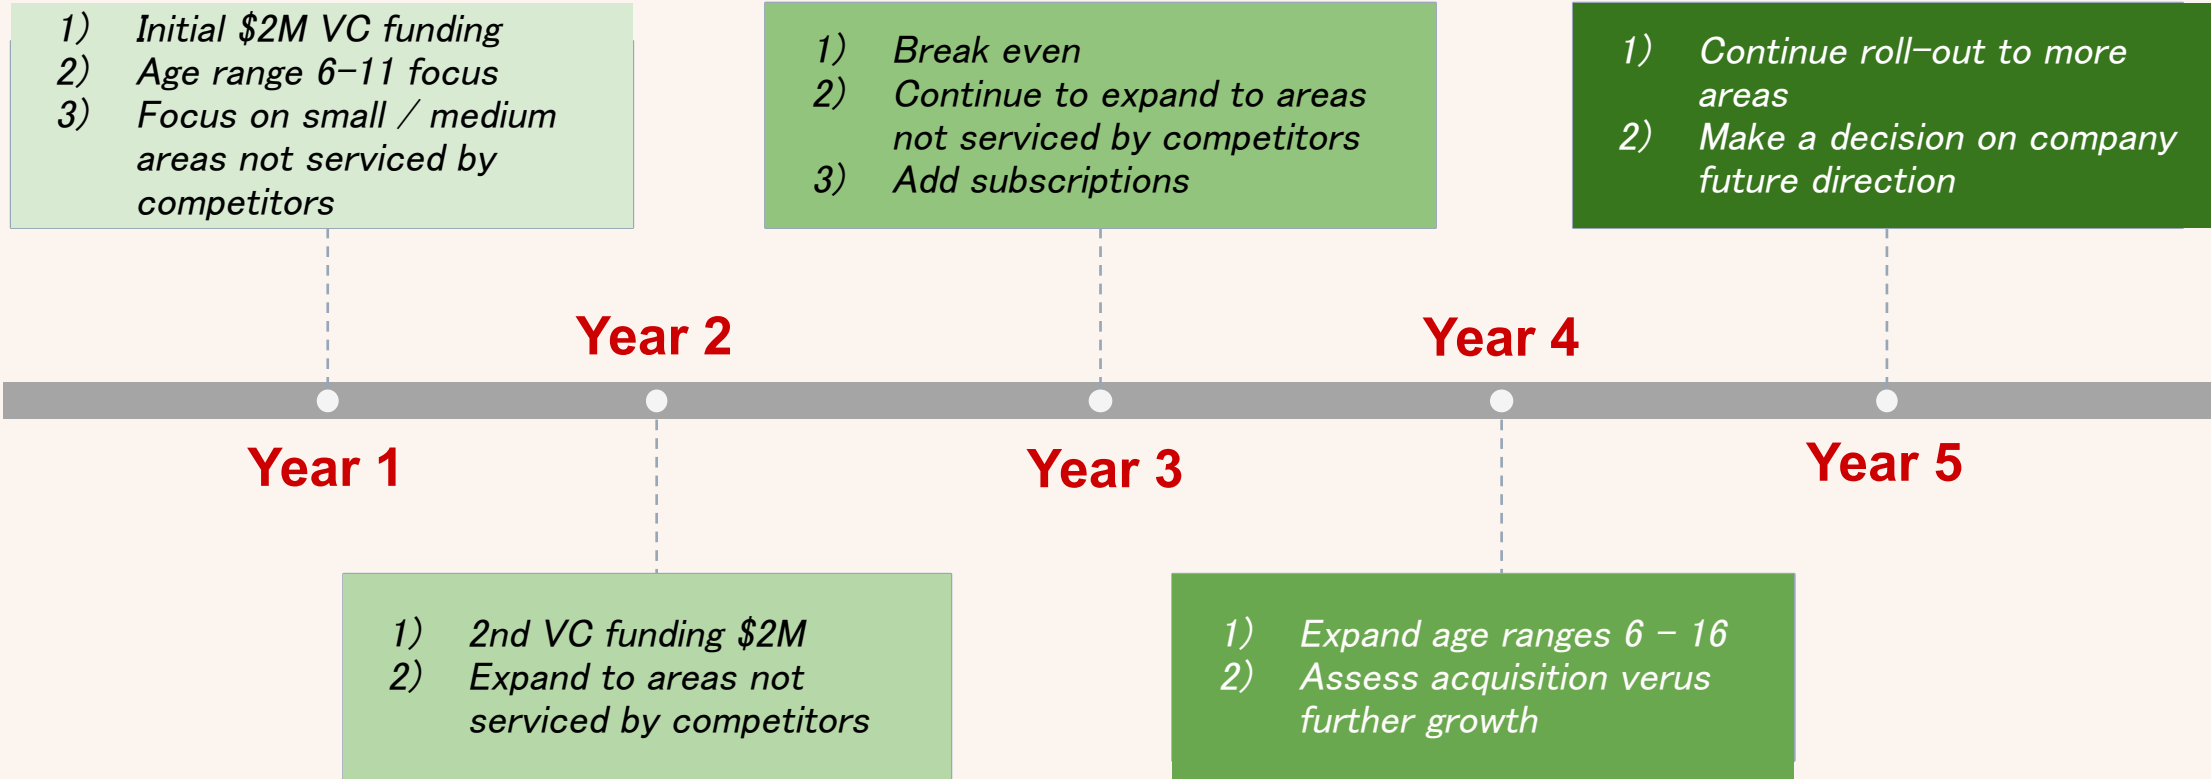 1) Initial $2M VC funding
2) Age range 6-11 focus
3) Focus on small / medium
areas not serviced by
competitors
1) Break even
2) Continue to expand to areas
not serviced by competitors
3) Add subscriptions
1) Continue roll-out to more
areas
2) Make a decision on company
future direction
Year 2
Year 4
Year 1
Year 3
Year 5
1) 2nd VC funding $2M
2) Expand to areas not
serviced by competitors
1) Expand age ranges 6 - 16
2) Assess acquisition verus
further growth